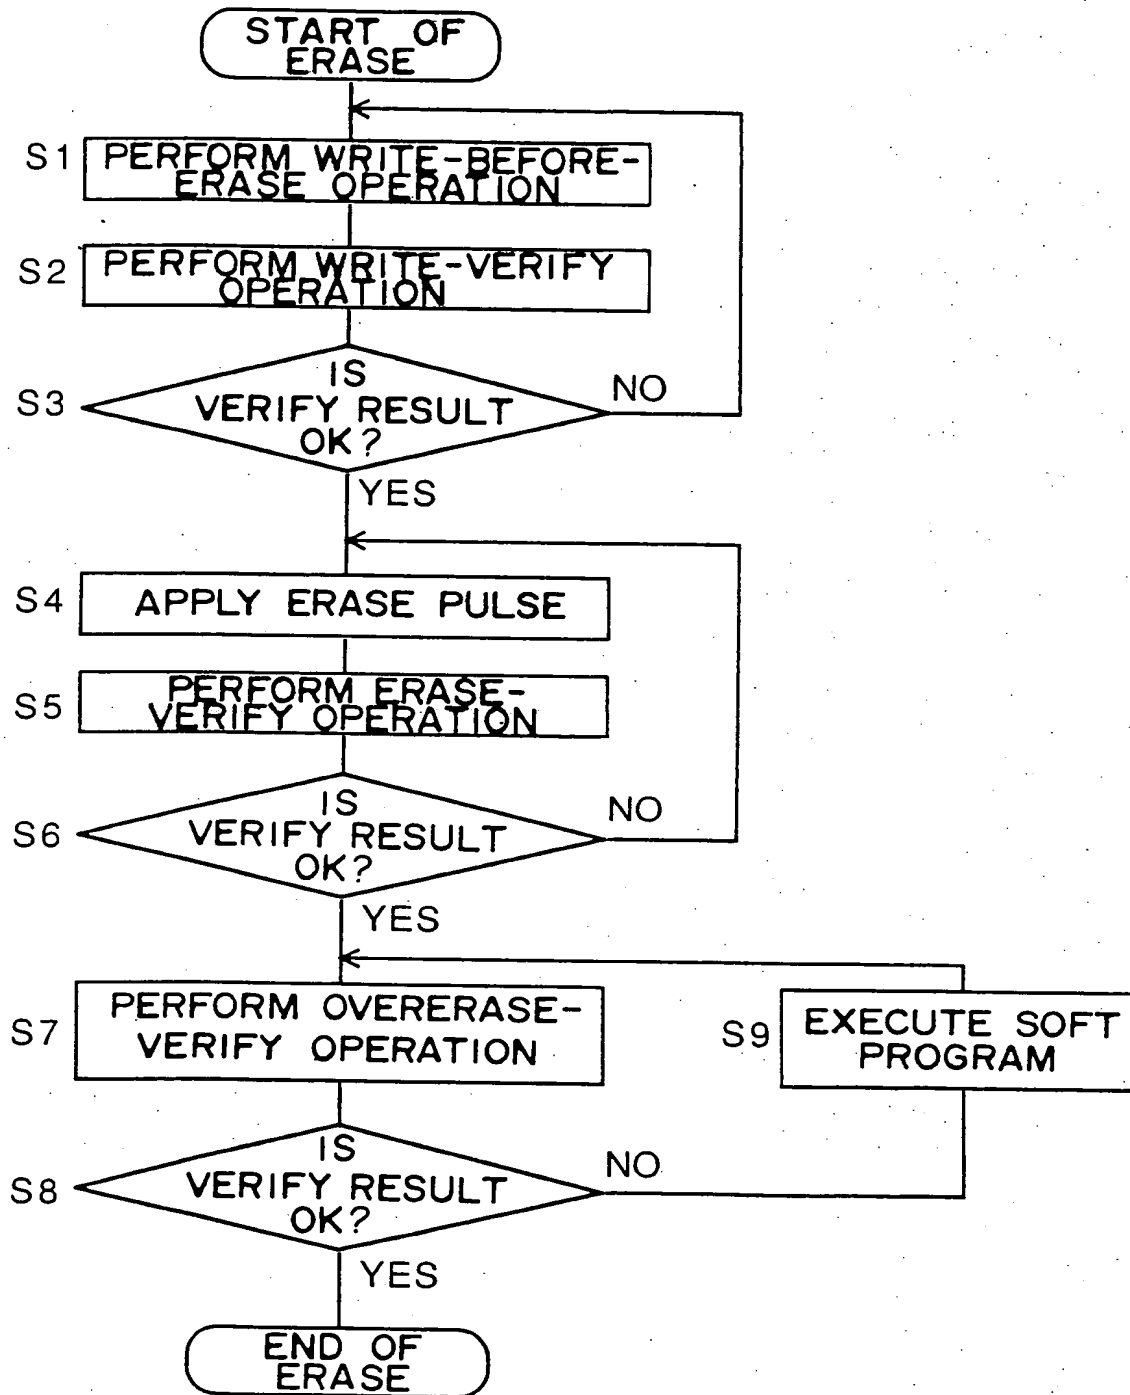 START OF
ERASE
S1
PERFORM WRITE-BEFORE-
ERASE OPERATION
S2
PERFORM WRITE-VERIFY
OPERATION
S3
IS
VERIFY RESULT
OK?
NO
YES
S4
APPLY ERASE PULSE
S5
PERFORM ERASE-
VERIFY OPERATION
S6
IS
VERIFY RESULT
OK?
NO
YES
S7
PERFORM OVERERASE-
VERIFY OPERATION
S9
EXECUTE SOFT
PROGRAM
S8
IS
VERIFY RESULT
OK?
NO
YES
END OF
ERASE